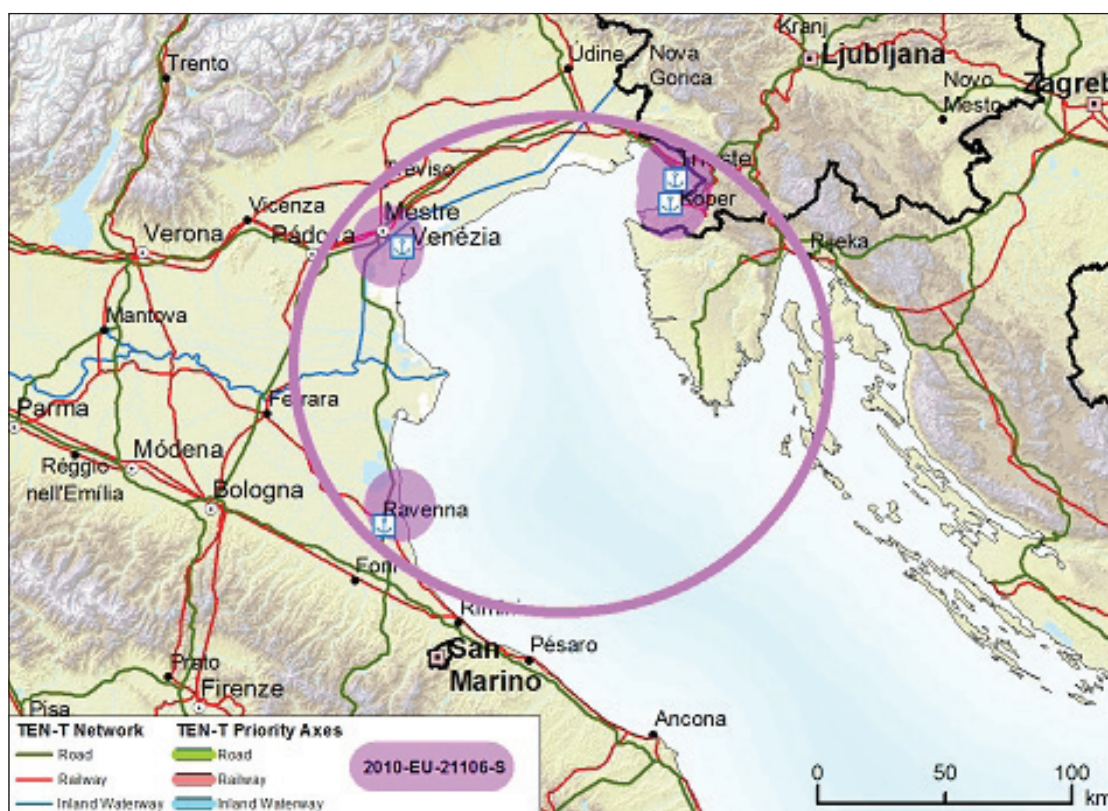 Trento
Údine
Nova
Gorica
Kranj
Ljubljana
Novo
Mesto
Zagreb
Treviso
Trieste
Koper
Vicenza
Mestre
Verona
Pádova
Venézia
Rijeka
Mantova
Ferrara
Parma
Módena
Réggio
nell'Emília
Bologna
Ravenna
Forlì
Rimini
San
Marino
Pésaro
Prato
Firenze
Pisa
Ancona
TEN-T Network
Road
Railway
Inland Waterway
TEN-T Priority Axes
Road
Railway
Inland Waterway
2010-EU-21106-S
0 50 100
km